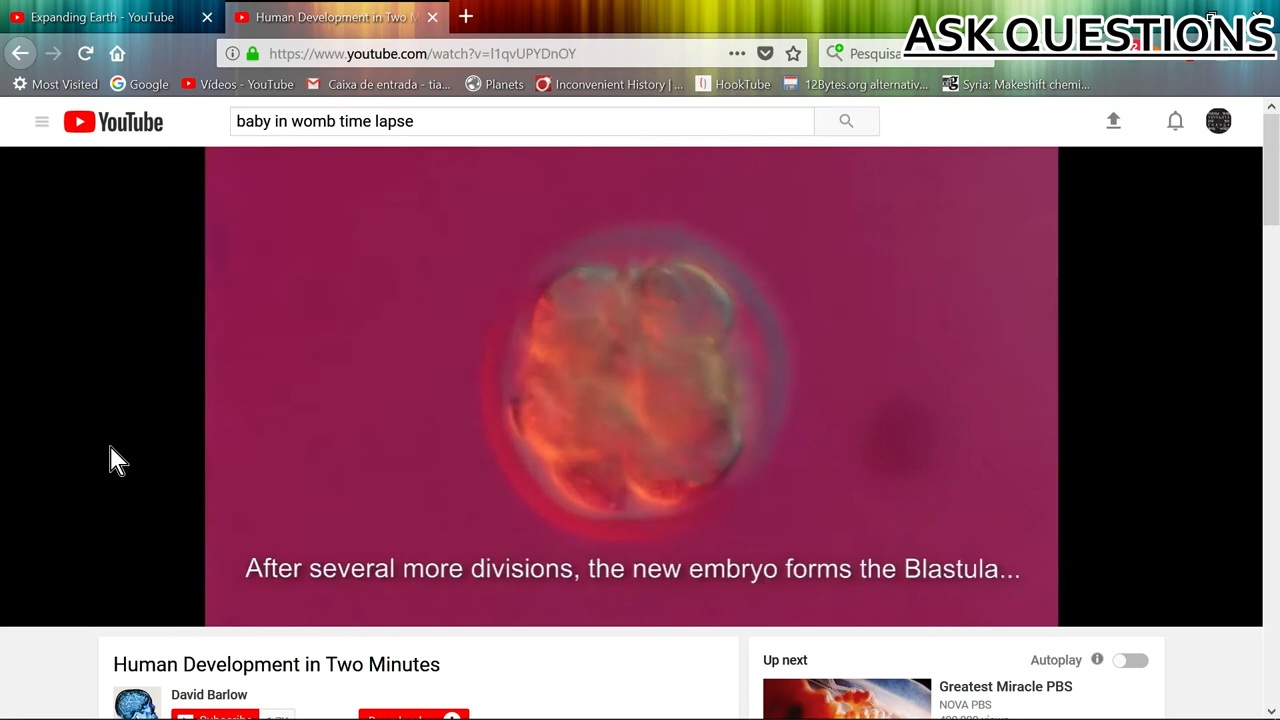 Expanding Earth - YouTube
Human Development in Two M
ASK QUESTIONS
https://www.youtube.com/watch?v=I1qvUPYDnOY
Pesquisa
Most Visited
Google
Vídeos - YouTube
Caixa de entrada - tia...
Planets
Inconvenient History | ...
HookTube
12Bytes.org alternativ...
Syria: Makeshift chemi...
YouTube
baby in womb time lapse
After several more divisions, the new embryo forms the Blastula...
Human Development in Two Minutes
David Barlow
Up next
Autoplay
Greatest Miracle PBS
NOVA PBS